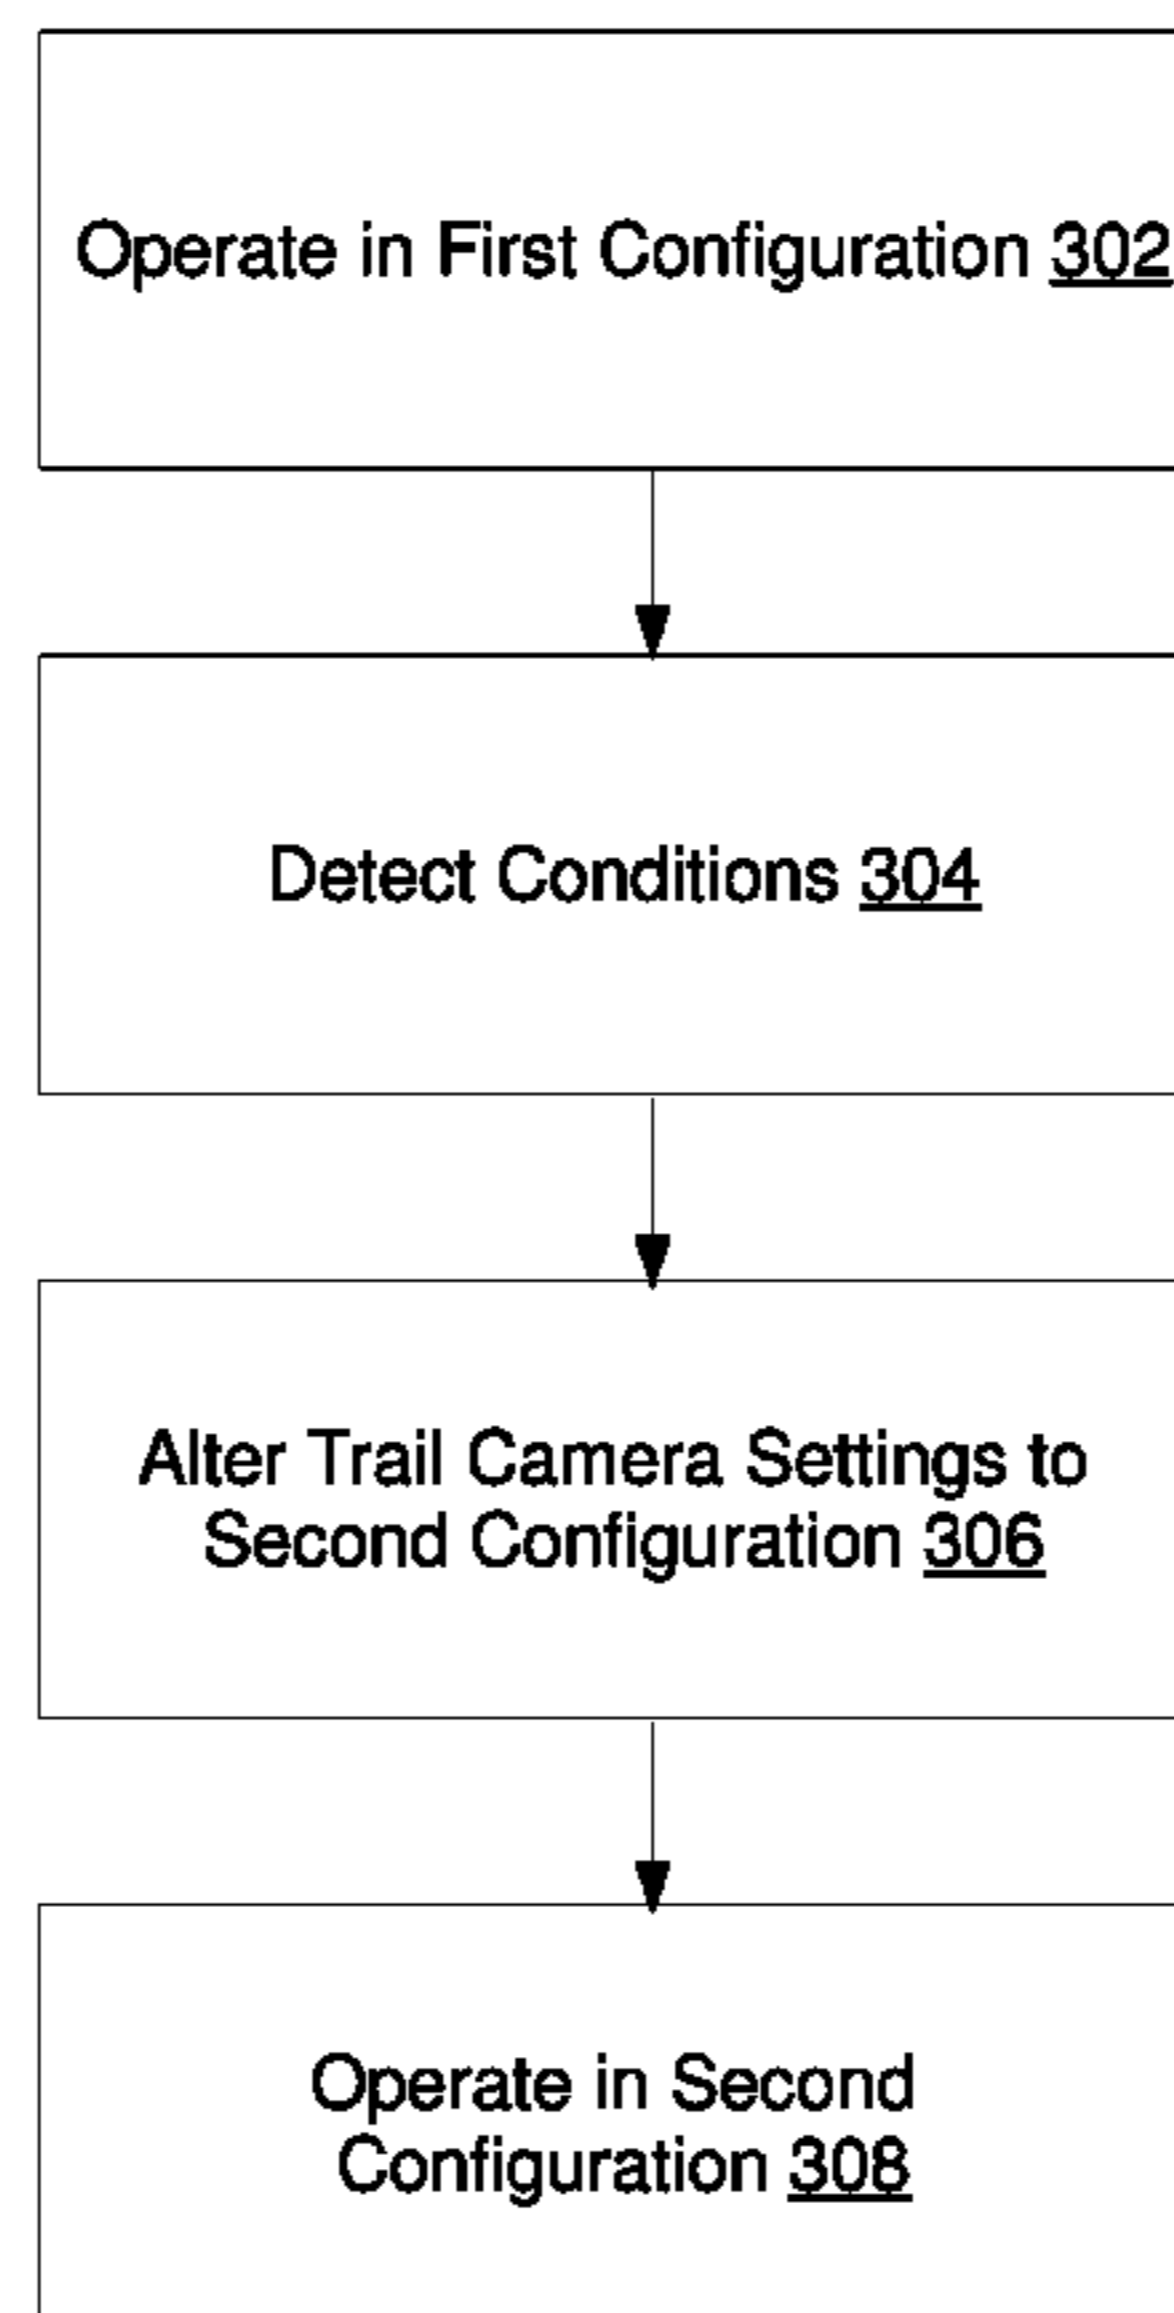 Operate in First Configuration 302
Detect Conditions 304
Alter Trail Camera Settings to
Second Configuration 306
Operate in Second
Configuration 308